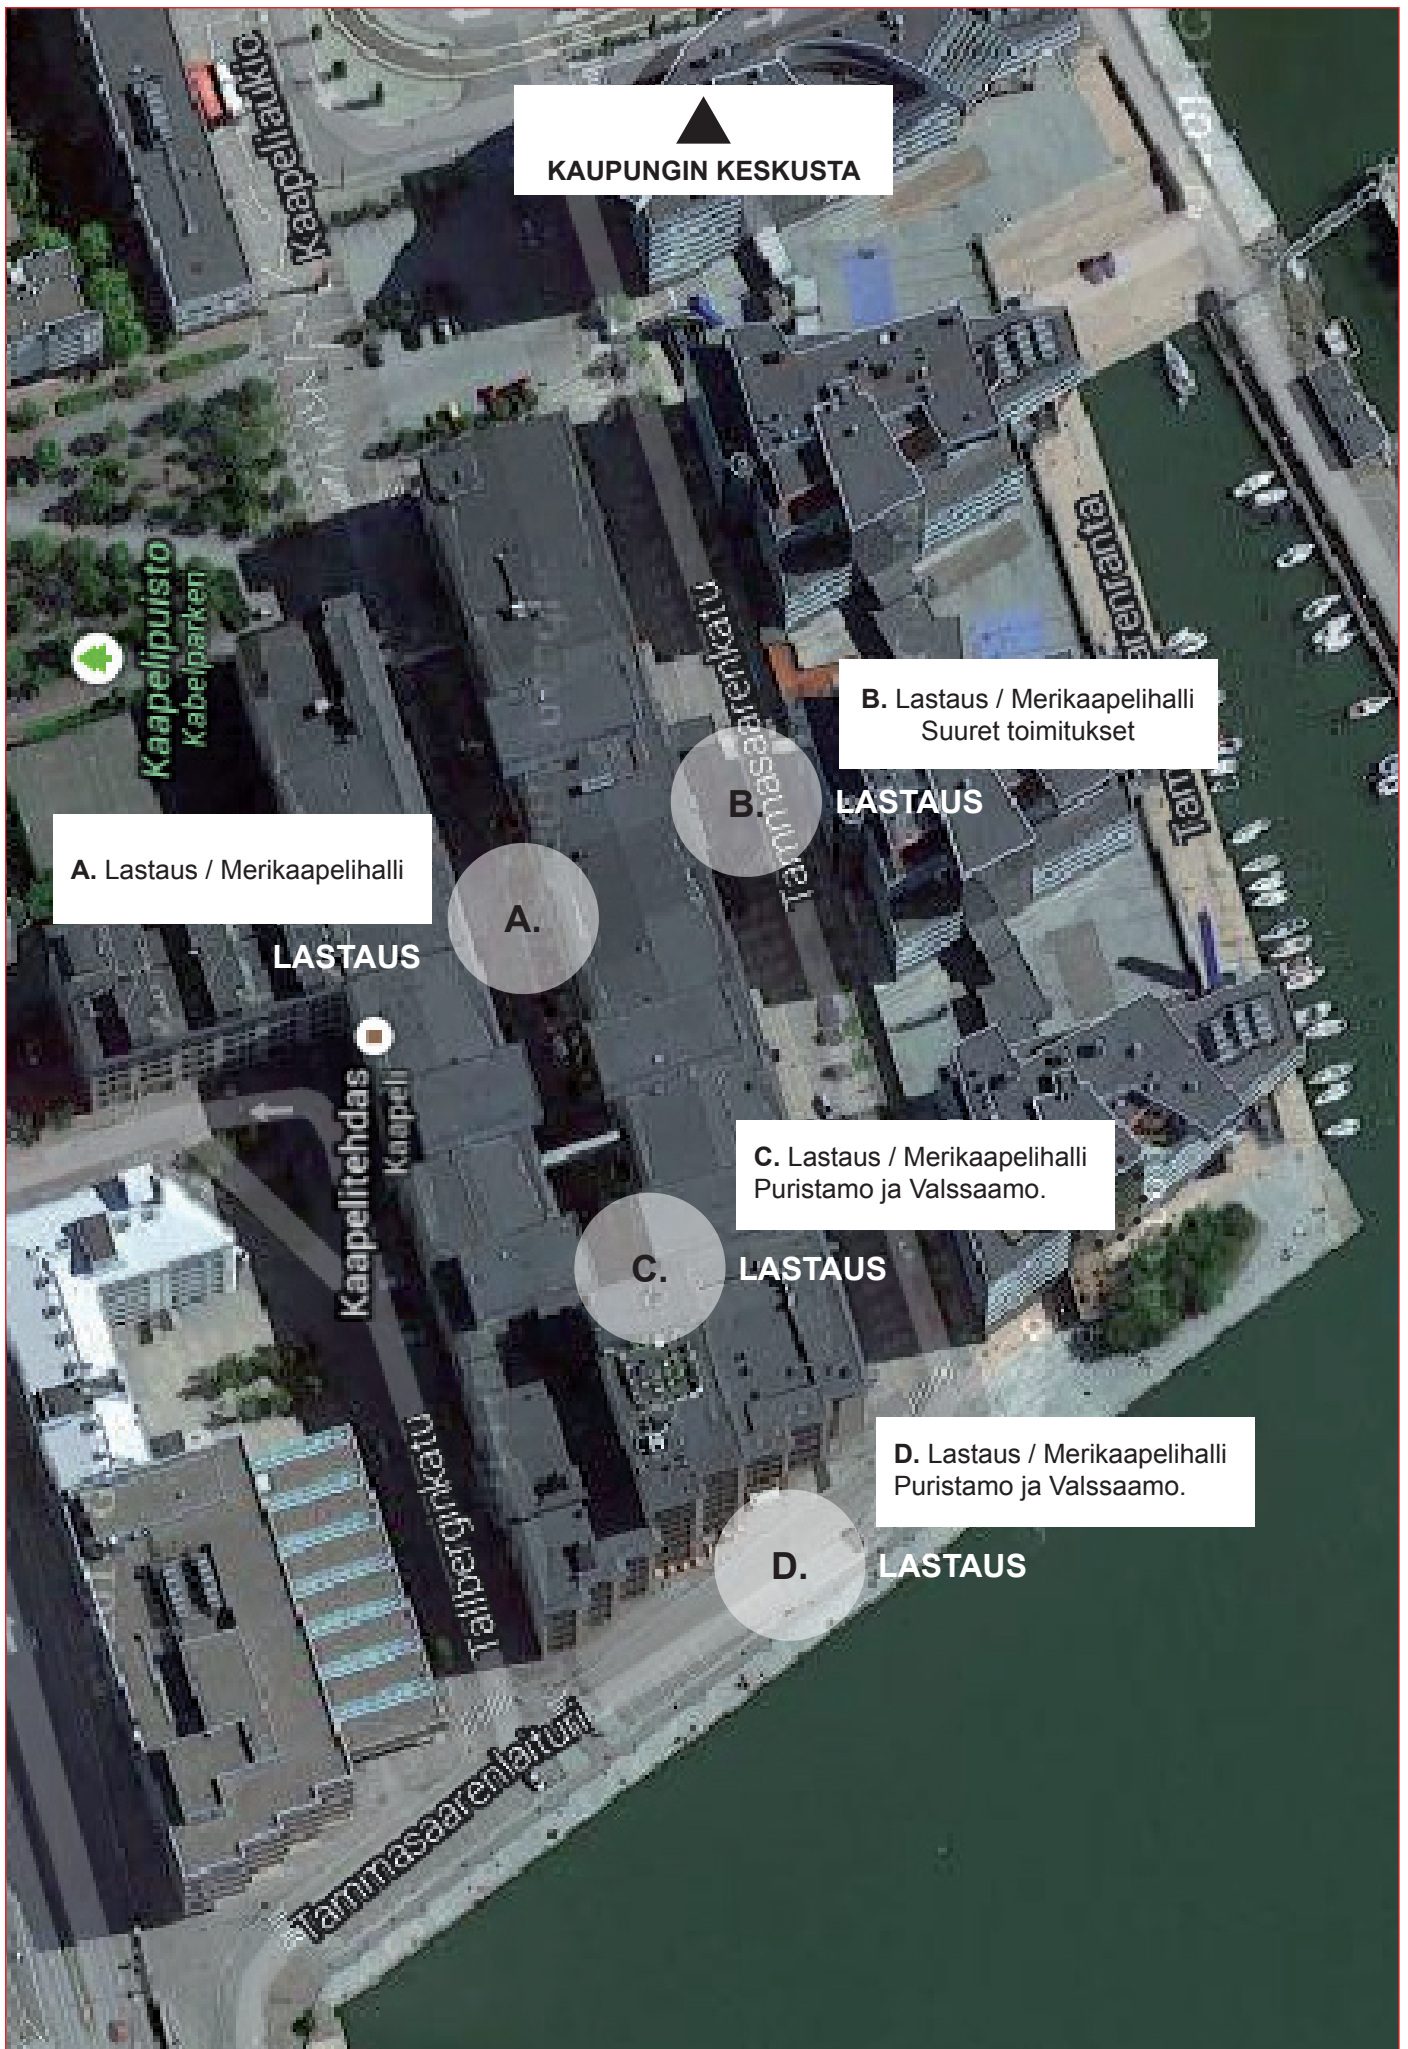 Kaapeliaukio
KAUPUNGIN KESKUSTA
Kaapelipuisto
Kabelparken
Tammasaarenkatu
B. Lastaus / Merikaapelihalli
Suuret toimitukset
B.
LASTAUS
A. Lastaus / Merikaapelihalli
A.
LASTAUS
Kaapelitehdas
Kaapeli
C. Lastaus / Merikaapelihalli
Puristamo ja Valssaamo.
C.
LASTAUS
Tallberginkatu
D. Lastaus / Merikaapelihalli
Puristamo ja Valssaamo.
D.
LASTAUS
Tammasaarenlaituri